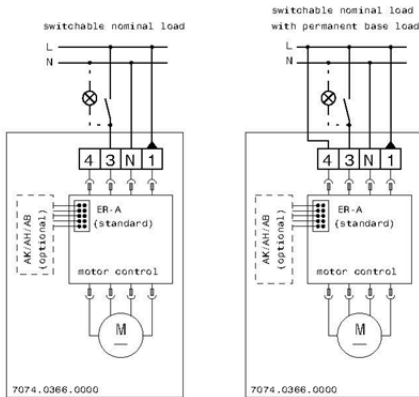 switchable nominal load
L
N
4 3 N 1
AK/AH/AB
(optional)
ER-A
(standard)
motor control
M
7074.0366.0000
switchable nominal load
with permanent base load
L
N
4 3 N 1
AK/AH/AB
(optional)
ER-A
(standard)
motor control
M
7074.0366.0000